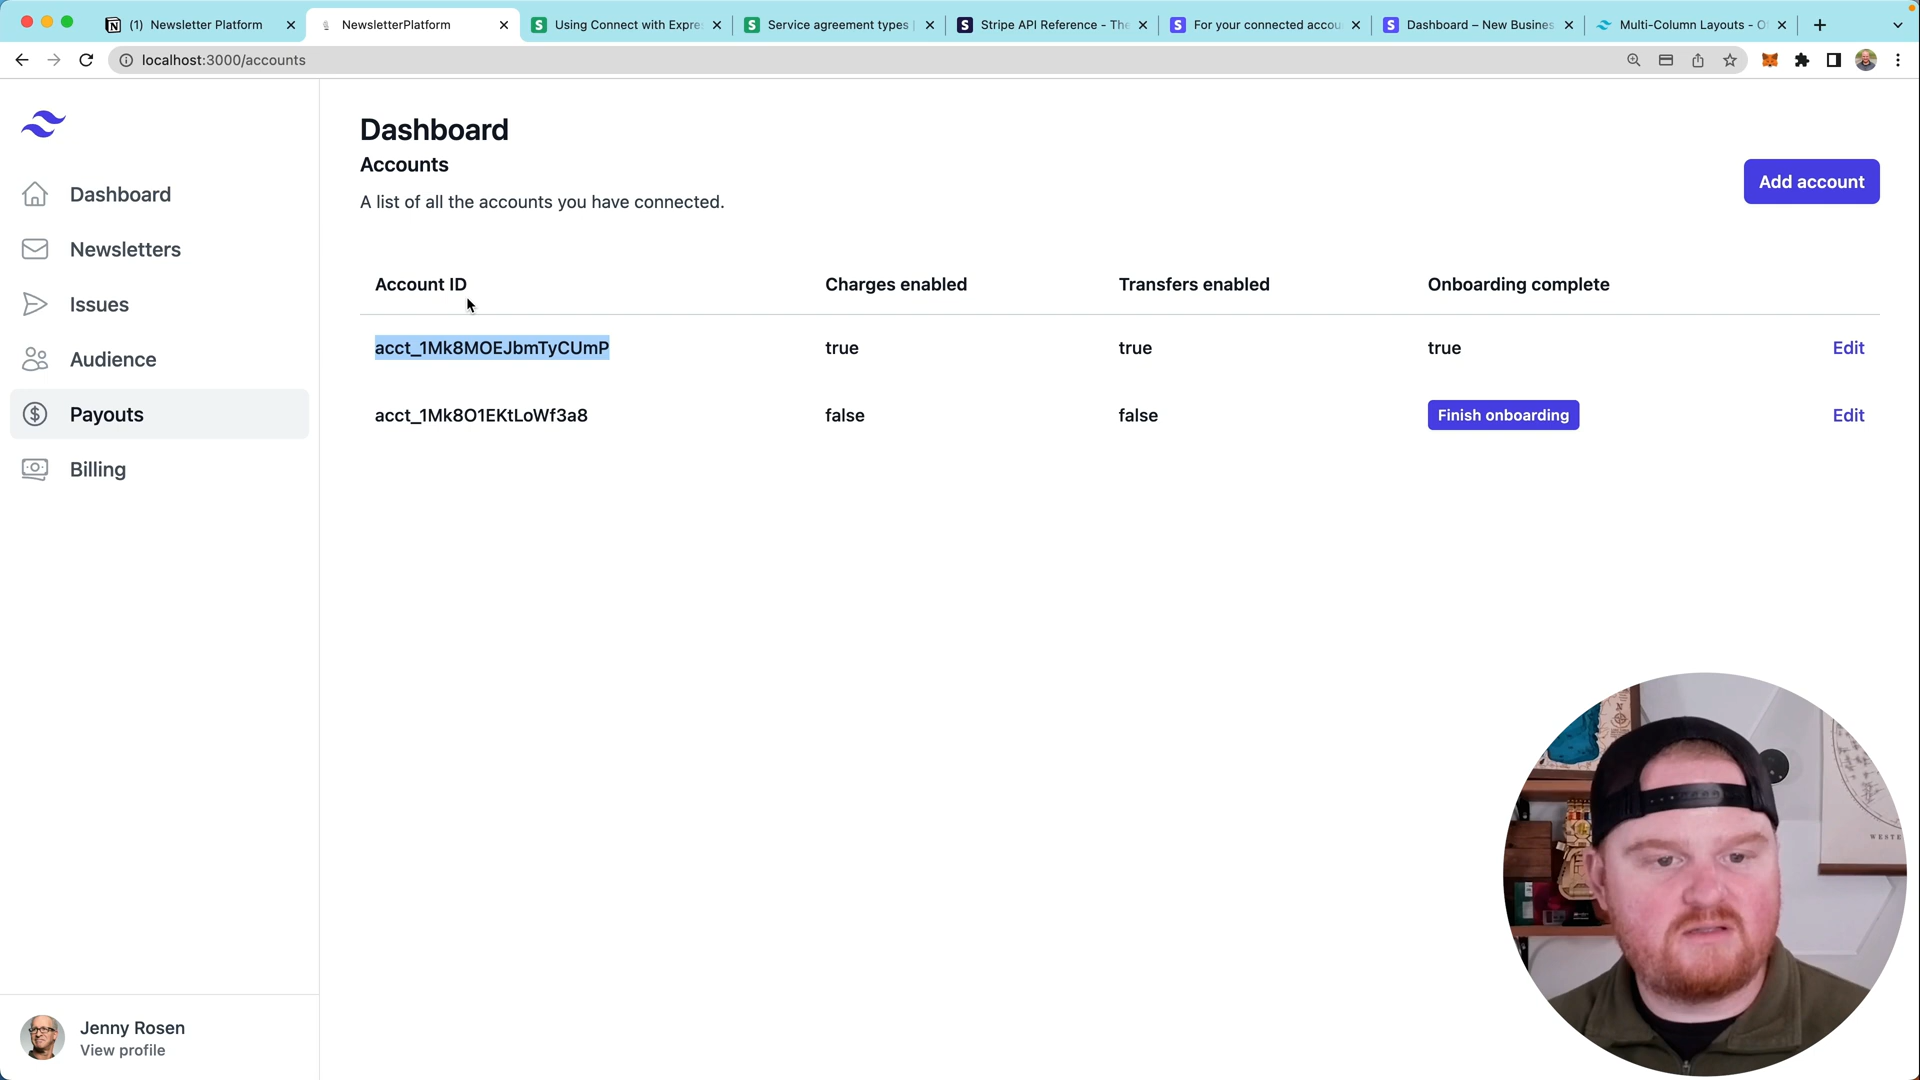 (1) Newsletter Platform
NewsletterPlatform
Using Connect with Expre
Service agreement types |
Stripe API Reference - The
For your connected accou
Dashboard – New Busines
Multi-Column Layouts - O
localhost:3000/accounts
Dashboard
Newsletters
Issues
Audience
Payouts
Billing
Jenny Rosen
View profile
Dashboard
Accounts
A list of all the accounts you have connected.
Add account
Account ID Charges enabled Transfers enabled Onboarding complete
acct_1Mk8MOEJbmTyCUmP true true true Edit
acct_1Mk8O1EKtLoWf3a8 false false Finish onboarding Edit
WESTE